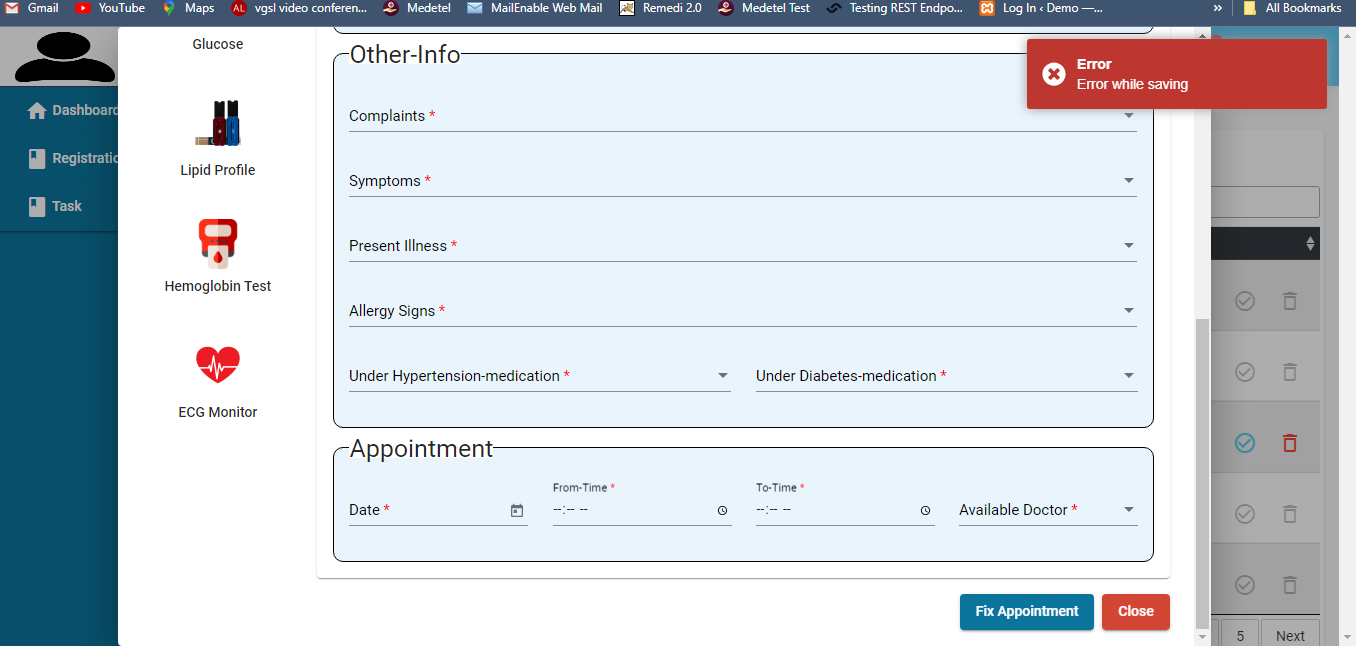 Gmail
YouTube
Maps
AL
vgsl video conferen...
Medetel
MailEnable Web Mail
Remedi 2.0
Medetel Test
Testing REST Endpo...
Log In ‹ Demo —...
»
All Bookmarks
Glucose
Other-Info
Error
Error while saving
Dashboard
Complaints *
Registratio
Lipid Profile
Symptoms *
Task
Present Illness *
Hemoglobin Test
Allergy Signs *
Under Hypertension-medication *
Under Diabetes-medication *
ECG Monitor
Appointment
Date *
From-Time *
--:-- --
To-Time *
--:-- --
Available Doctor *
Fix Appointment
Close
5
Next